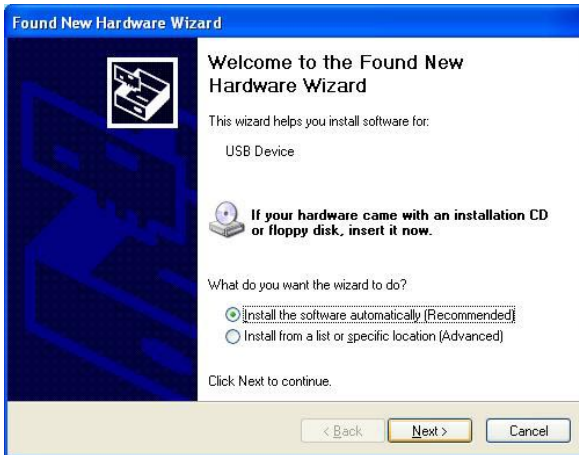 Found New Hardware Wizard
Welcome to the Found New
Hardware Wizard
This wizard helps you install software for:
USB Device
If your hardware came with an installation CD
or floppy disk, insert it now.
What do you want the wizard to do?
Install the software automatically (Recommended)
Install from a list or specific location (Advanced)
Click Next to continue.
< Back Next > Cancel